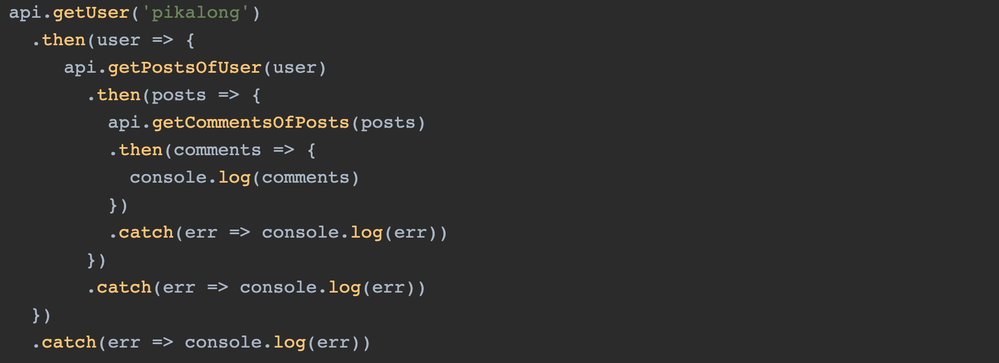 api.getUser('pikalong')
  .then(user => {
     api.getPostsOfUser(user)
       .then(posts => {
         api.getCommentsOfPosts(posts)
         .then(comments => {
           console.log(comments)
         })
         .catch(err => console.log(err))
       })
       .catch(err => console.log(err))
  })
  .catch(err => console.log(err))